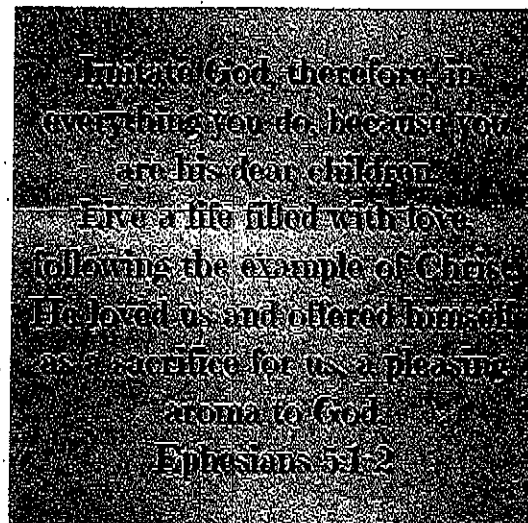 Imitate God, therefore, in
everything you do, because you
are his dear children.
Live a life filled with love,
following the example of Christ.
He loved us and offered himself
as a sacrifice for us, a pleasing
aroma to God.
Ephesians 5:1-2